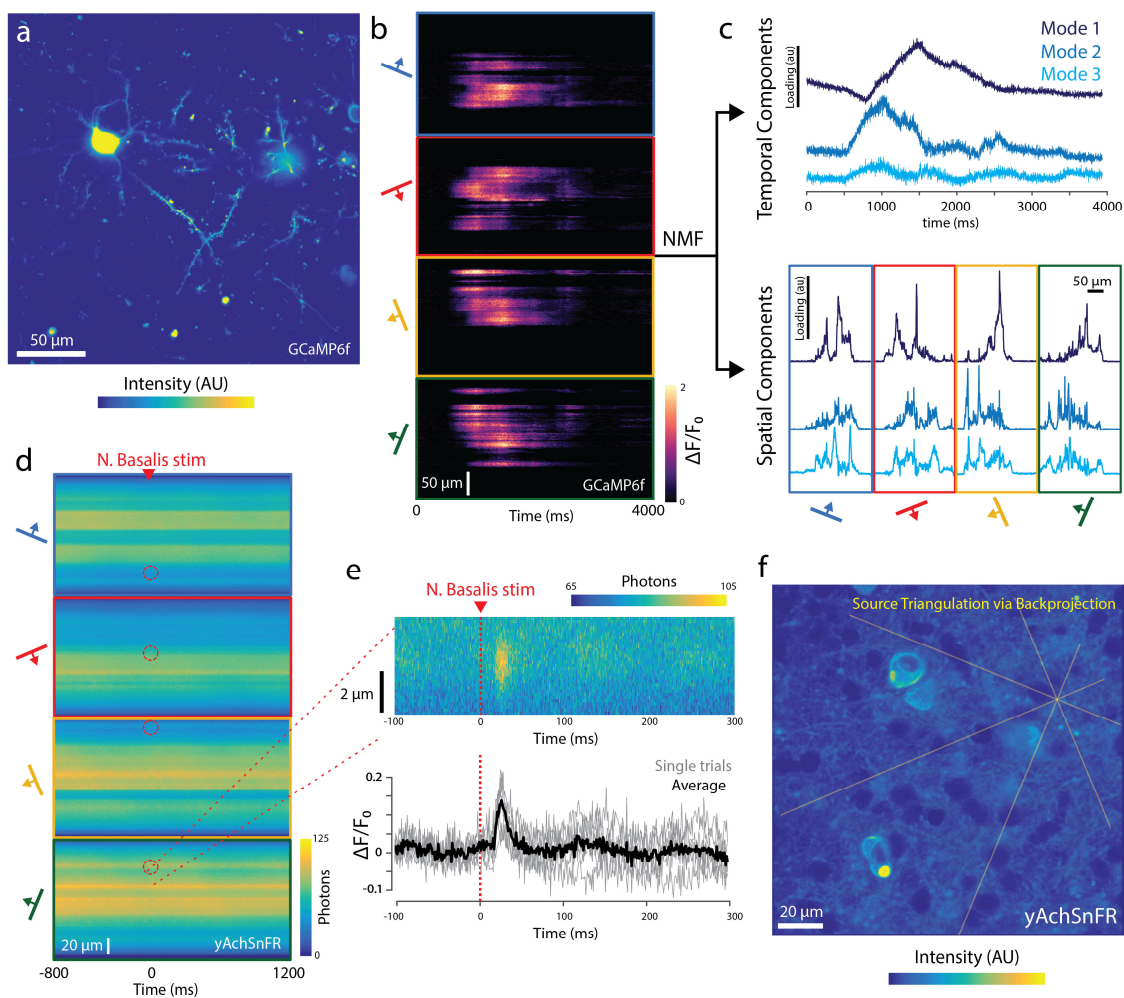 a
50 µm
GCaMP6f
Intensity (AU)
b
2
ΔF/F₀
0
50 µm
GCaMP6f
0
Time (ms)
4000
NMF
c
Mode 1
Mode 2
Mode 3
Loading (au)
Temporal Components
0
1000
2000
3000
4000
time (ms)
Spatial Components
Loading (au)
50 µm
d
N. Basalis stim
125
Photons
0
20 µm
yAchSnFR
-800
0
1200
Time (ms)
e
N. Basalis stim
Photons
65
105
2 µm
-100
0
100
200
300
Time (ms)
Single trials
Average
0.2
0
-0.1
ΔF/F₀
-100
0
100
200
300
Time (ms)
f
Source Triangulation via Backprojection
20 µm
yAchSnFR
Intensity (AU)